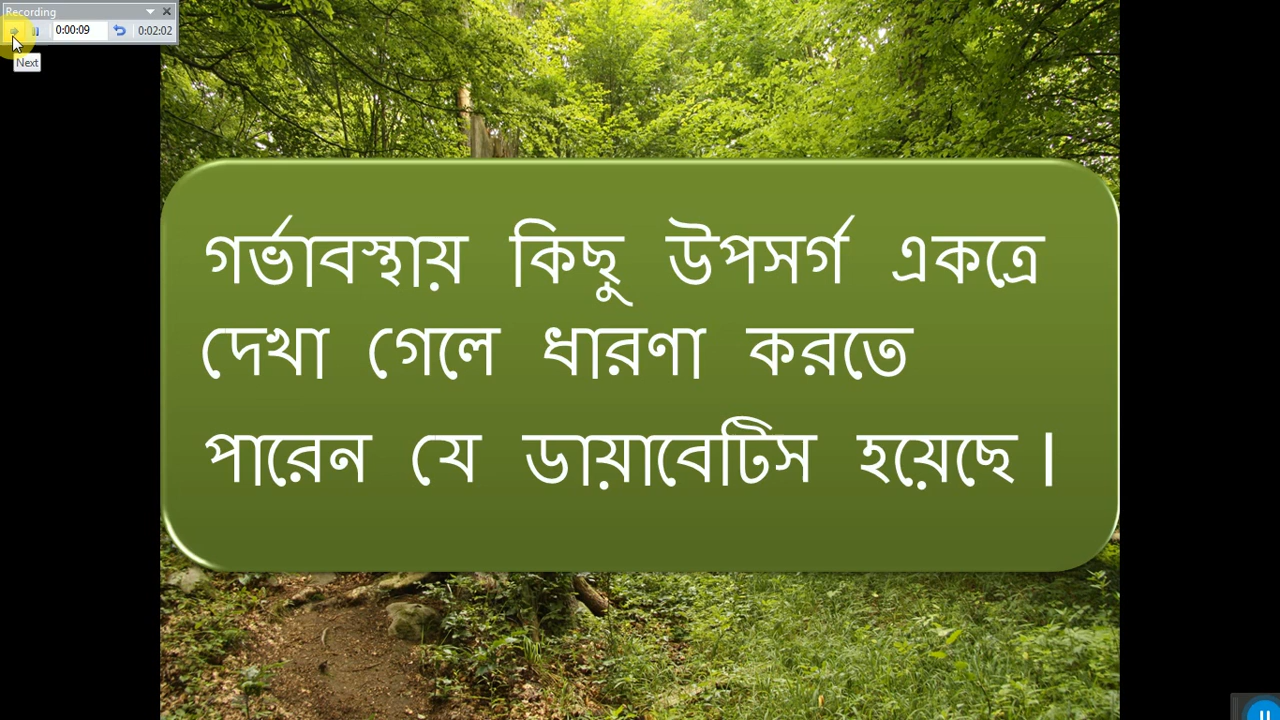 Recording
0:00:09 0:02:02
Next
গর্ভাবস্থায় কিছু উপসর্গ একত্রে
দেখা গেলে ধারণা করতে
পারেন যে ডায়াবেটিস হয়েছে।